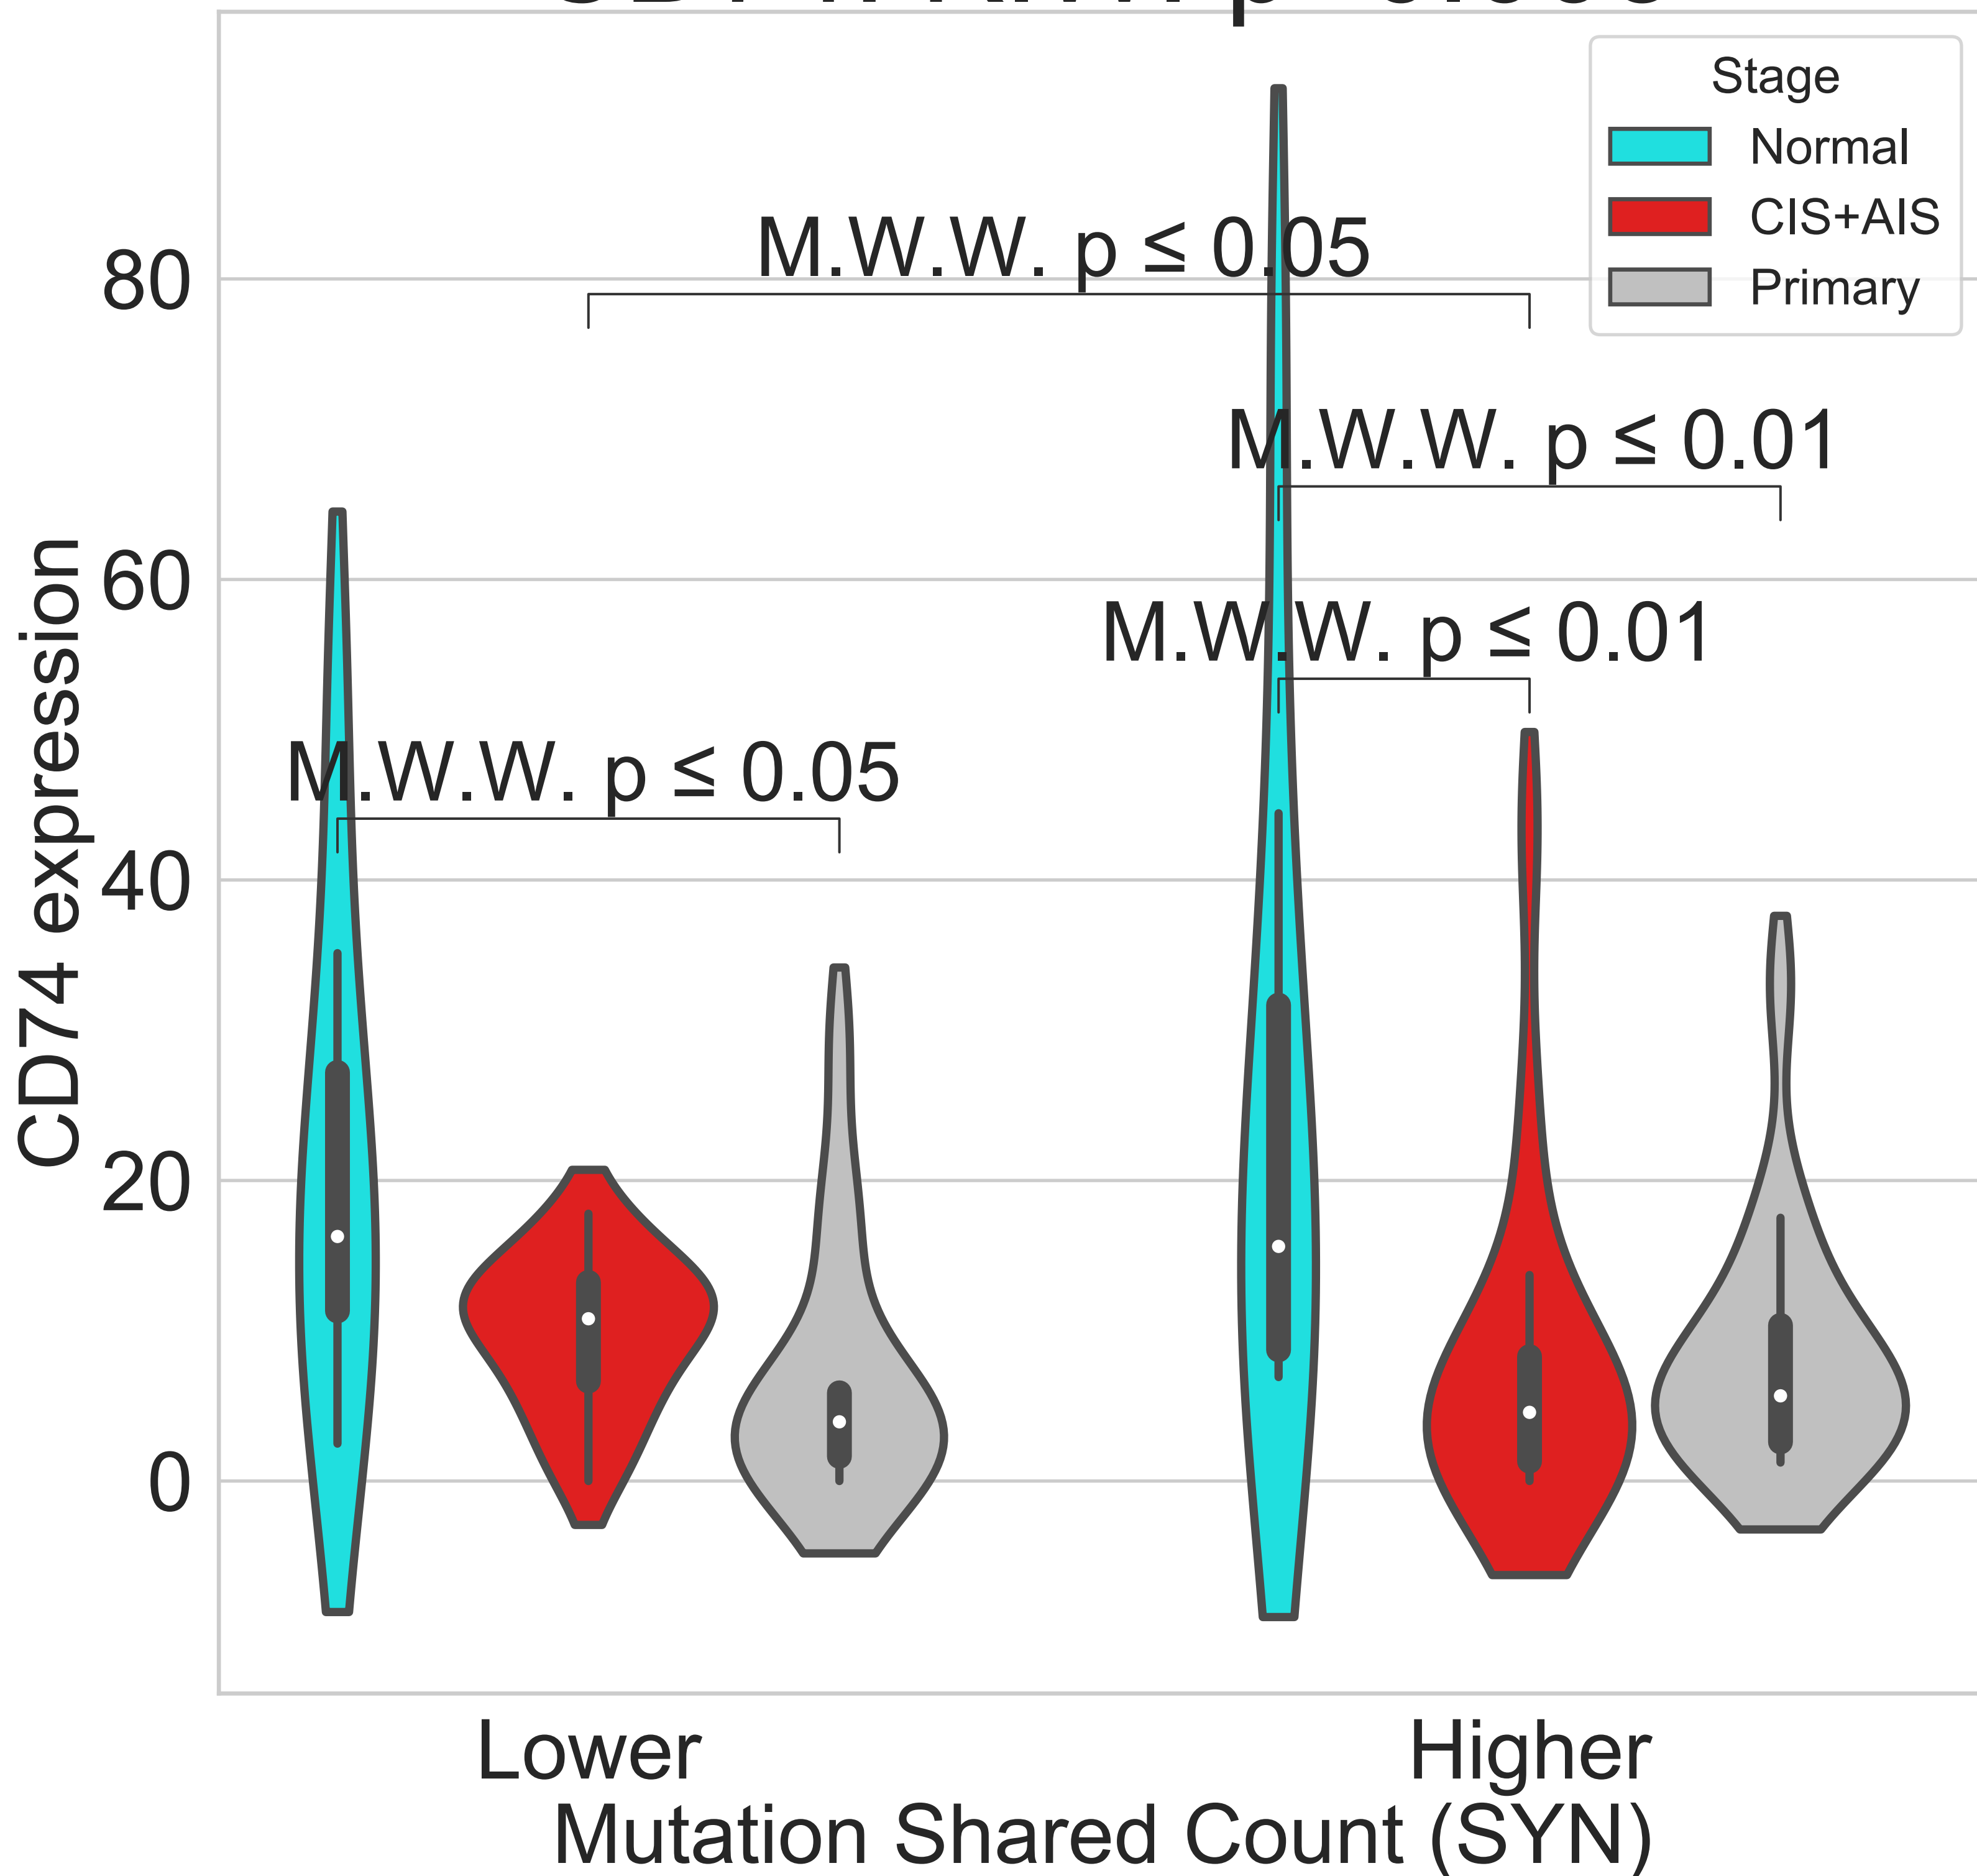 Stage
Normal
CIS+AIS
Primary
M.W.W. p ≤ 0.05
M.W.W. p ≤ 0.01
M.W.W. p ≤ 0.01
M.W.W. p ≤ 0.05
80
60
40
20
0
CD74 expression
Lower
Higher
Mutation Shared Count (SYN)